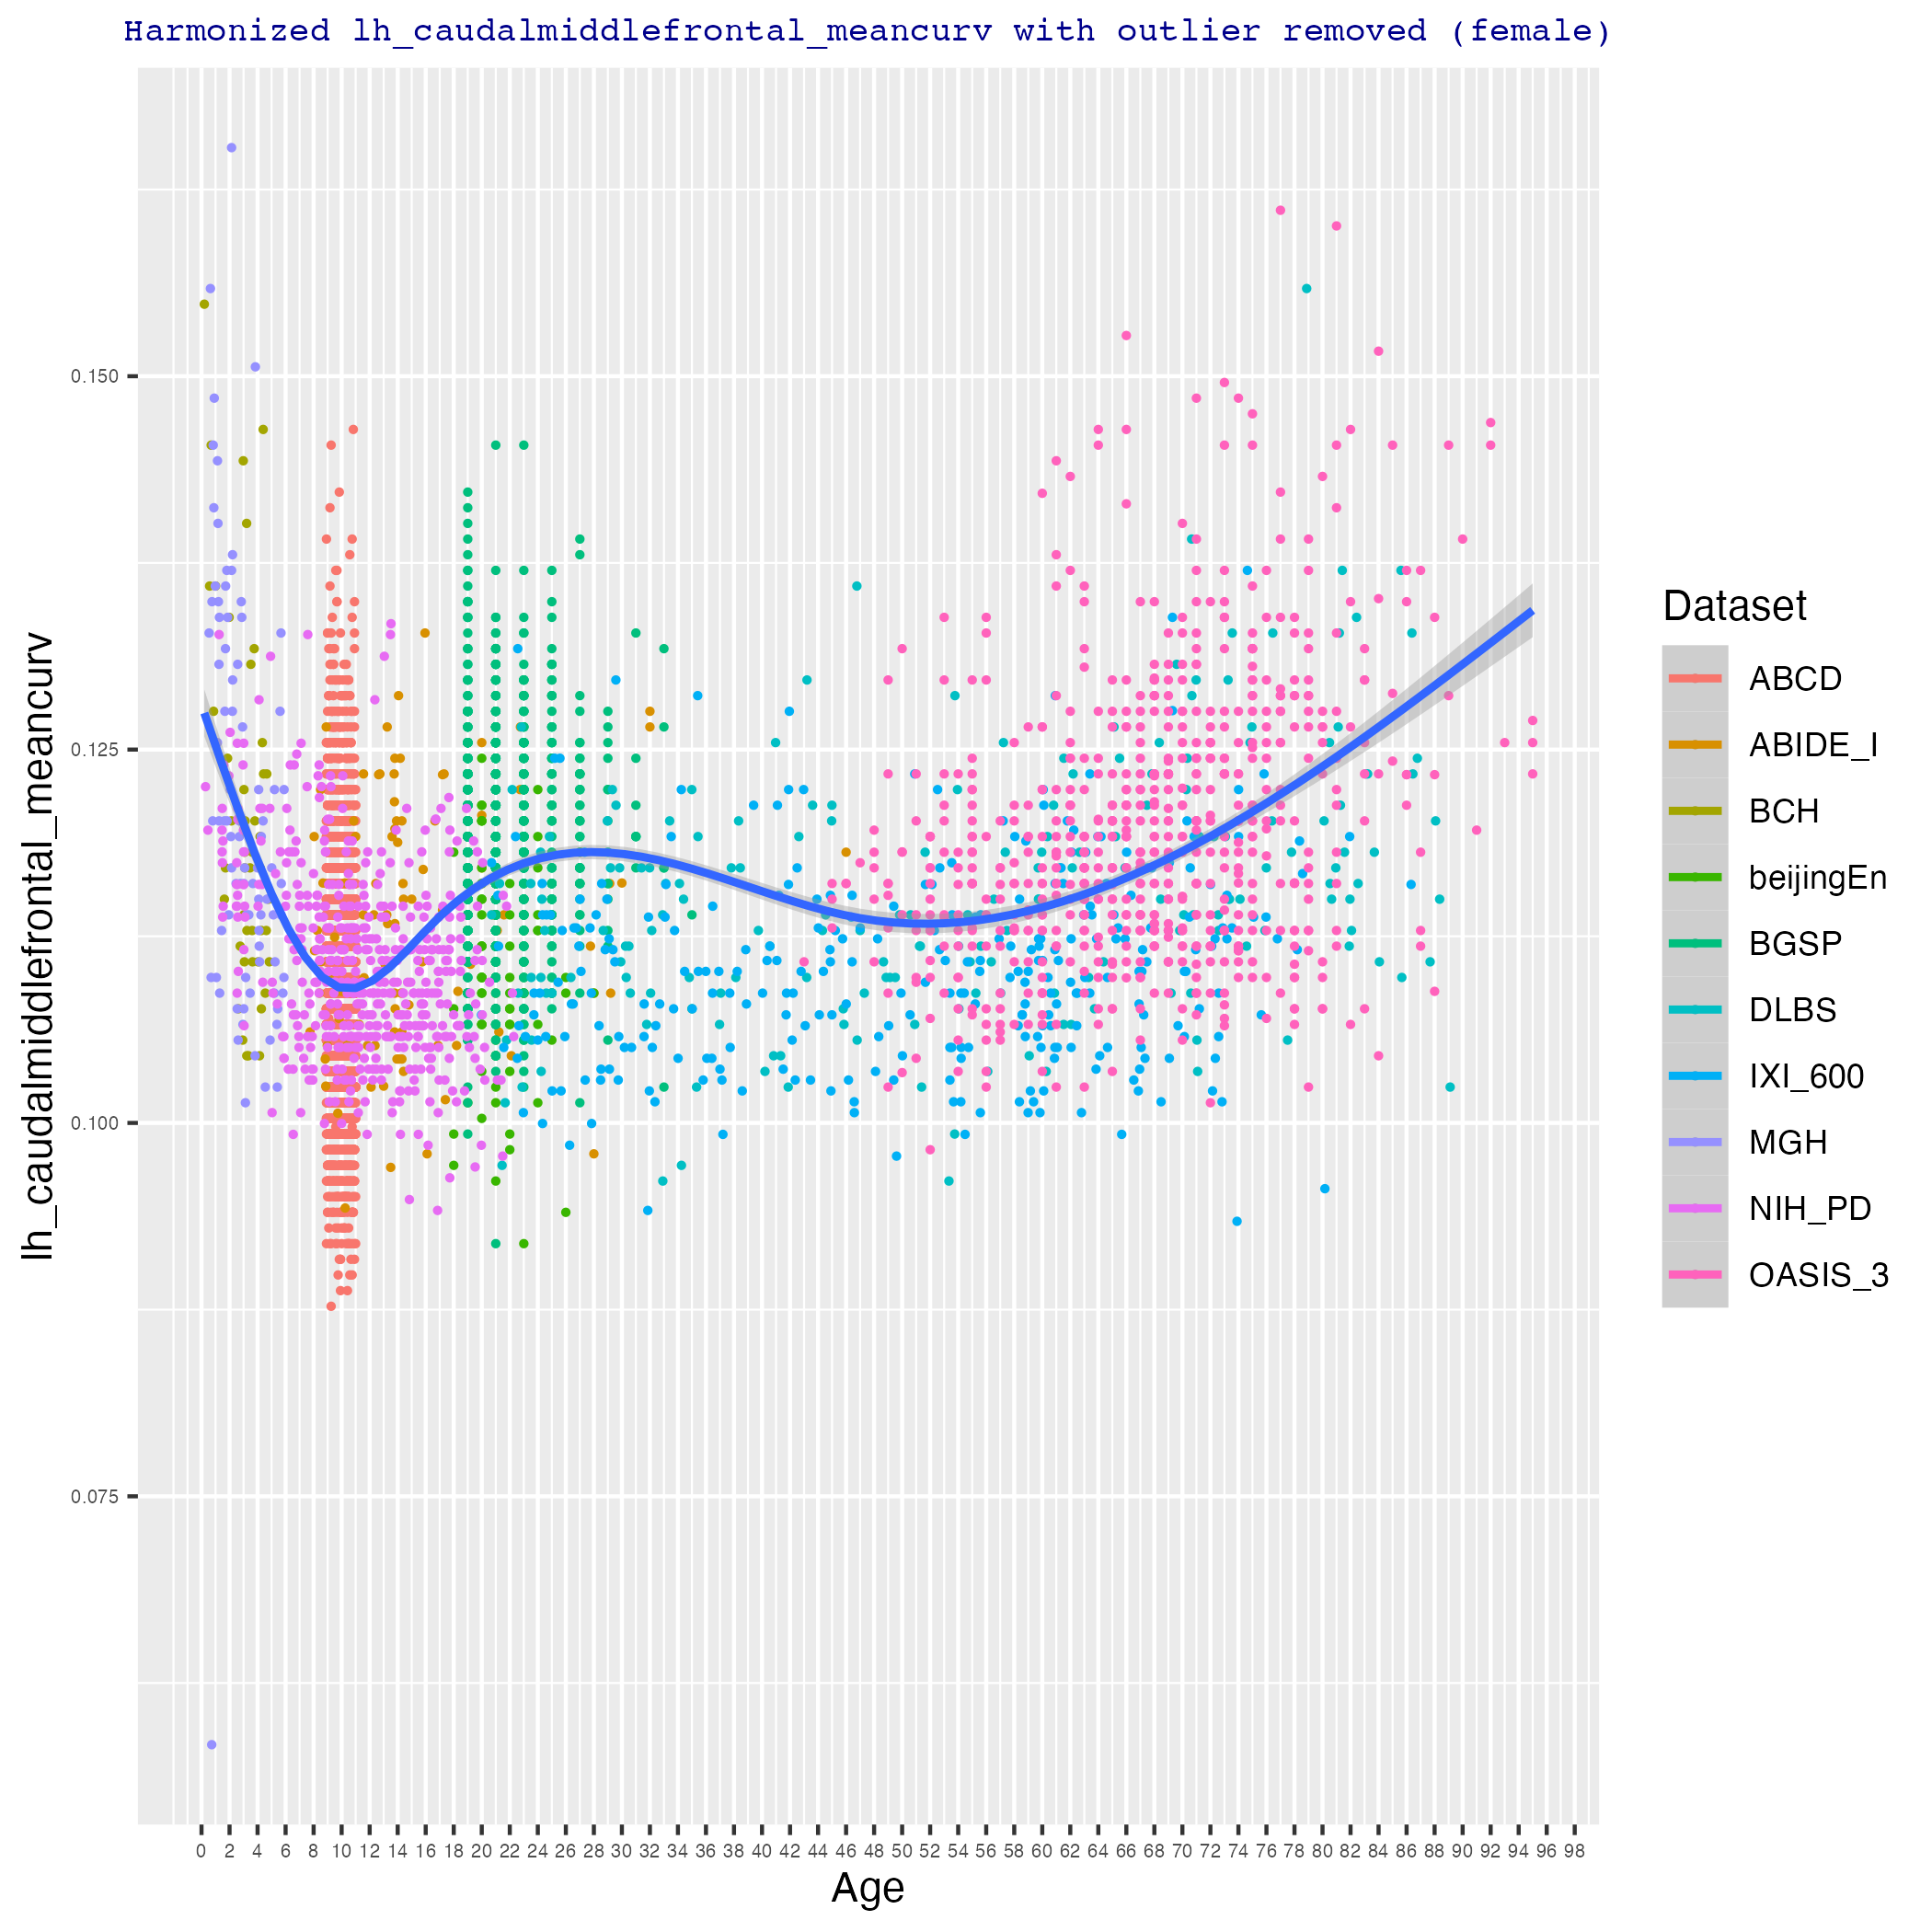 Harmonized lh_caudalmiddlefrontal_meancurv with outlier removed (female)
lh_caudalmiddlefrontal_meancurv
0.150
0.125
0.100
0.075
0 2 4 6 8 10 12 14 16 18 20 22 24 26 28 30 32 34 36 38 40 42 44 46 48 50 52 54 56 58 60 62 64 66 68 70 72 74 76 78 80 82 84 86 88 90 92 94 96 98
Age
Dataset
ABCD
ABIDE_I
BCH
beijingEn
BGSP
DLBS
IXI_600
MGH
NIH_PD
OASIS_3